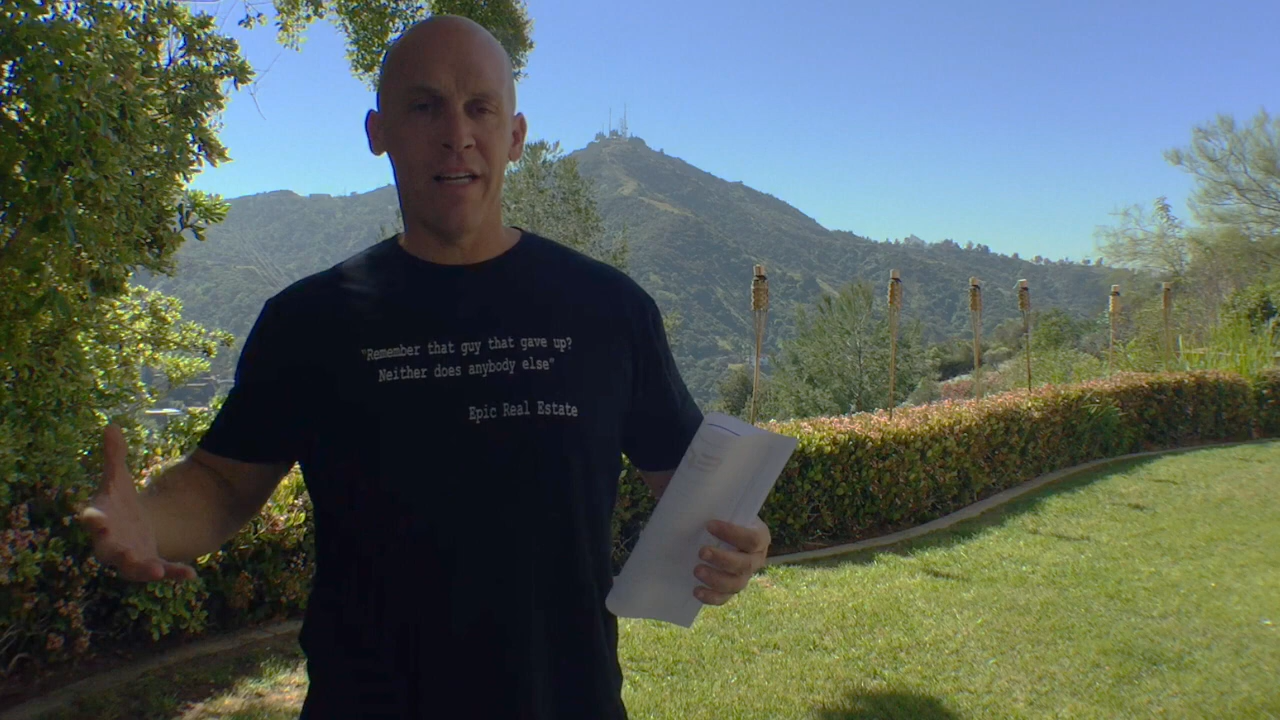 "Remember that guy that gave up?
Neither does anybody else"
Epic Real Estate